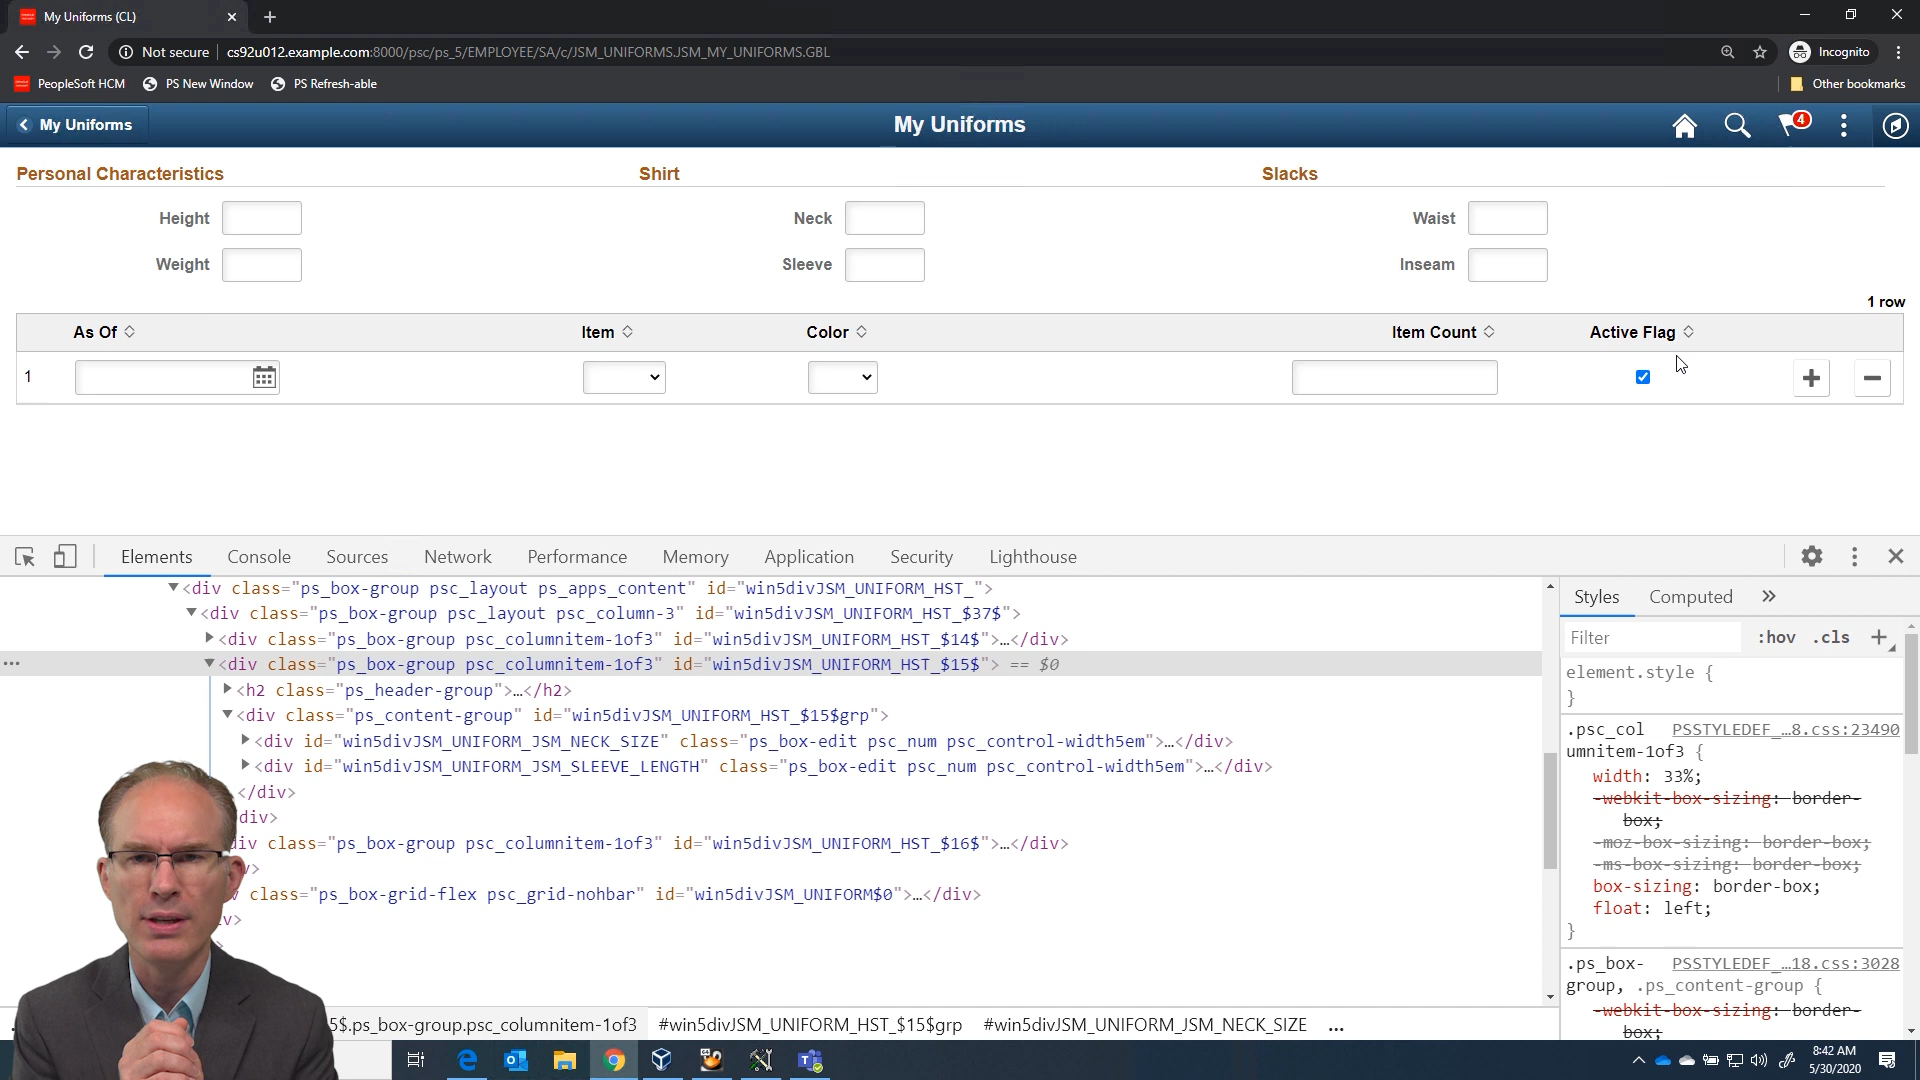 My Uniforms (CL)
Not secure cs92u012.example.com:8000/psc/ps_5/EMPLOYEE/SA/c/JSM_UNIFORMS.JSM_MY_UNIFORMS.GBL Incognito
PeopleSoft HCM PS New Window PS Refresh-able Other bookmarks
My Uniforms My Uniforms 4
Personal Characteristics Shirt Slacks
Height Neck Waist
Weight Sleeve Inseam
1 row
As Of Item Color Item Count Active Flag
1
Elements Console Sources Network Performance Memory Application Security Lighthouse
<div class="ps_box-group psc_layout ps_apps_content" id="win5divJSM_UNIFORM_HST_">
<div class="ps_box-group psc_layout psc_column-3" id="win5divJSM_UNIFORM_HST_$37$">
<div class="ps_box-group psc_columnitem-1of3" id="win5divJSM_UNIFORM_HST_$14$">…</div>
… <div class="ps_box-group psc_columnitem-1of3" id="win5divJSM_UNIFORM_HST_$15$"> == $0
<h2 class="ps_header-group">…</h2>
<div class="ps_content-group" id="win5divJSM_UNIFORM_HST_$15$grp">
<div id="win5divJSM_UNIFORM_JSM_NECK_SIZE" class="ps_box-edit psc_num psc_control-width5em">…</div>
<div id="win5divJSM_UNIFORM_JSM_SLEEVE_LENGTH" class="ps_box-edit psc_num psc_control-width5em">…</div>
</div>
div>
div class="ps_box-group psc_columnitem-1of3" id="win5divJSM_UNIFORM_HST_$16$">…</div>
v>
v class="ps_box-grid-flex psc_grid-nohbar" id="win5divJSM_UNIFORM$0">…</div>
iv>
>
5$.ps_box-group.psc_columnitem-1of3 #win5divJSM_UNIFORM_HST_$15$grp #win5divJSM_UNIFORM_JSM_NECK_SIZE ...
Styles Computed »
Filter :hov .cls +
element.style {
}
.psc_col PSSTYLEDEF_…8.css:23490
umnitem-1of3 {
width: 33%;
-webkit-box-sizing: border-
box;
-moz-box-sizing: border-box;
-ms-box-sizing: border-box;
box-sizing: border-box;
float: left;
}
.ps_box- PSSTYLEDEF_…18.css:3028
group, .ps_content-group {
-webkit-box-sizing: border-
box;
8:42 AM
5/30/2020